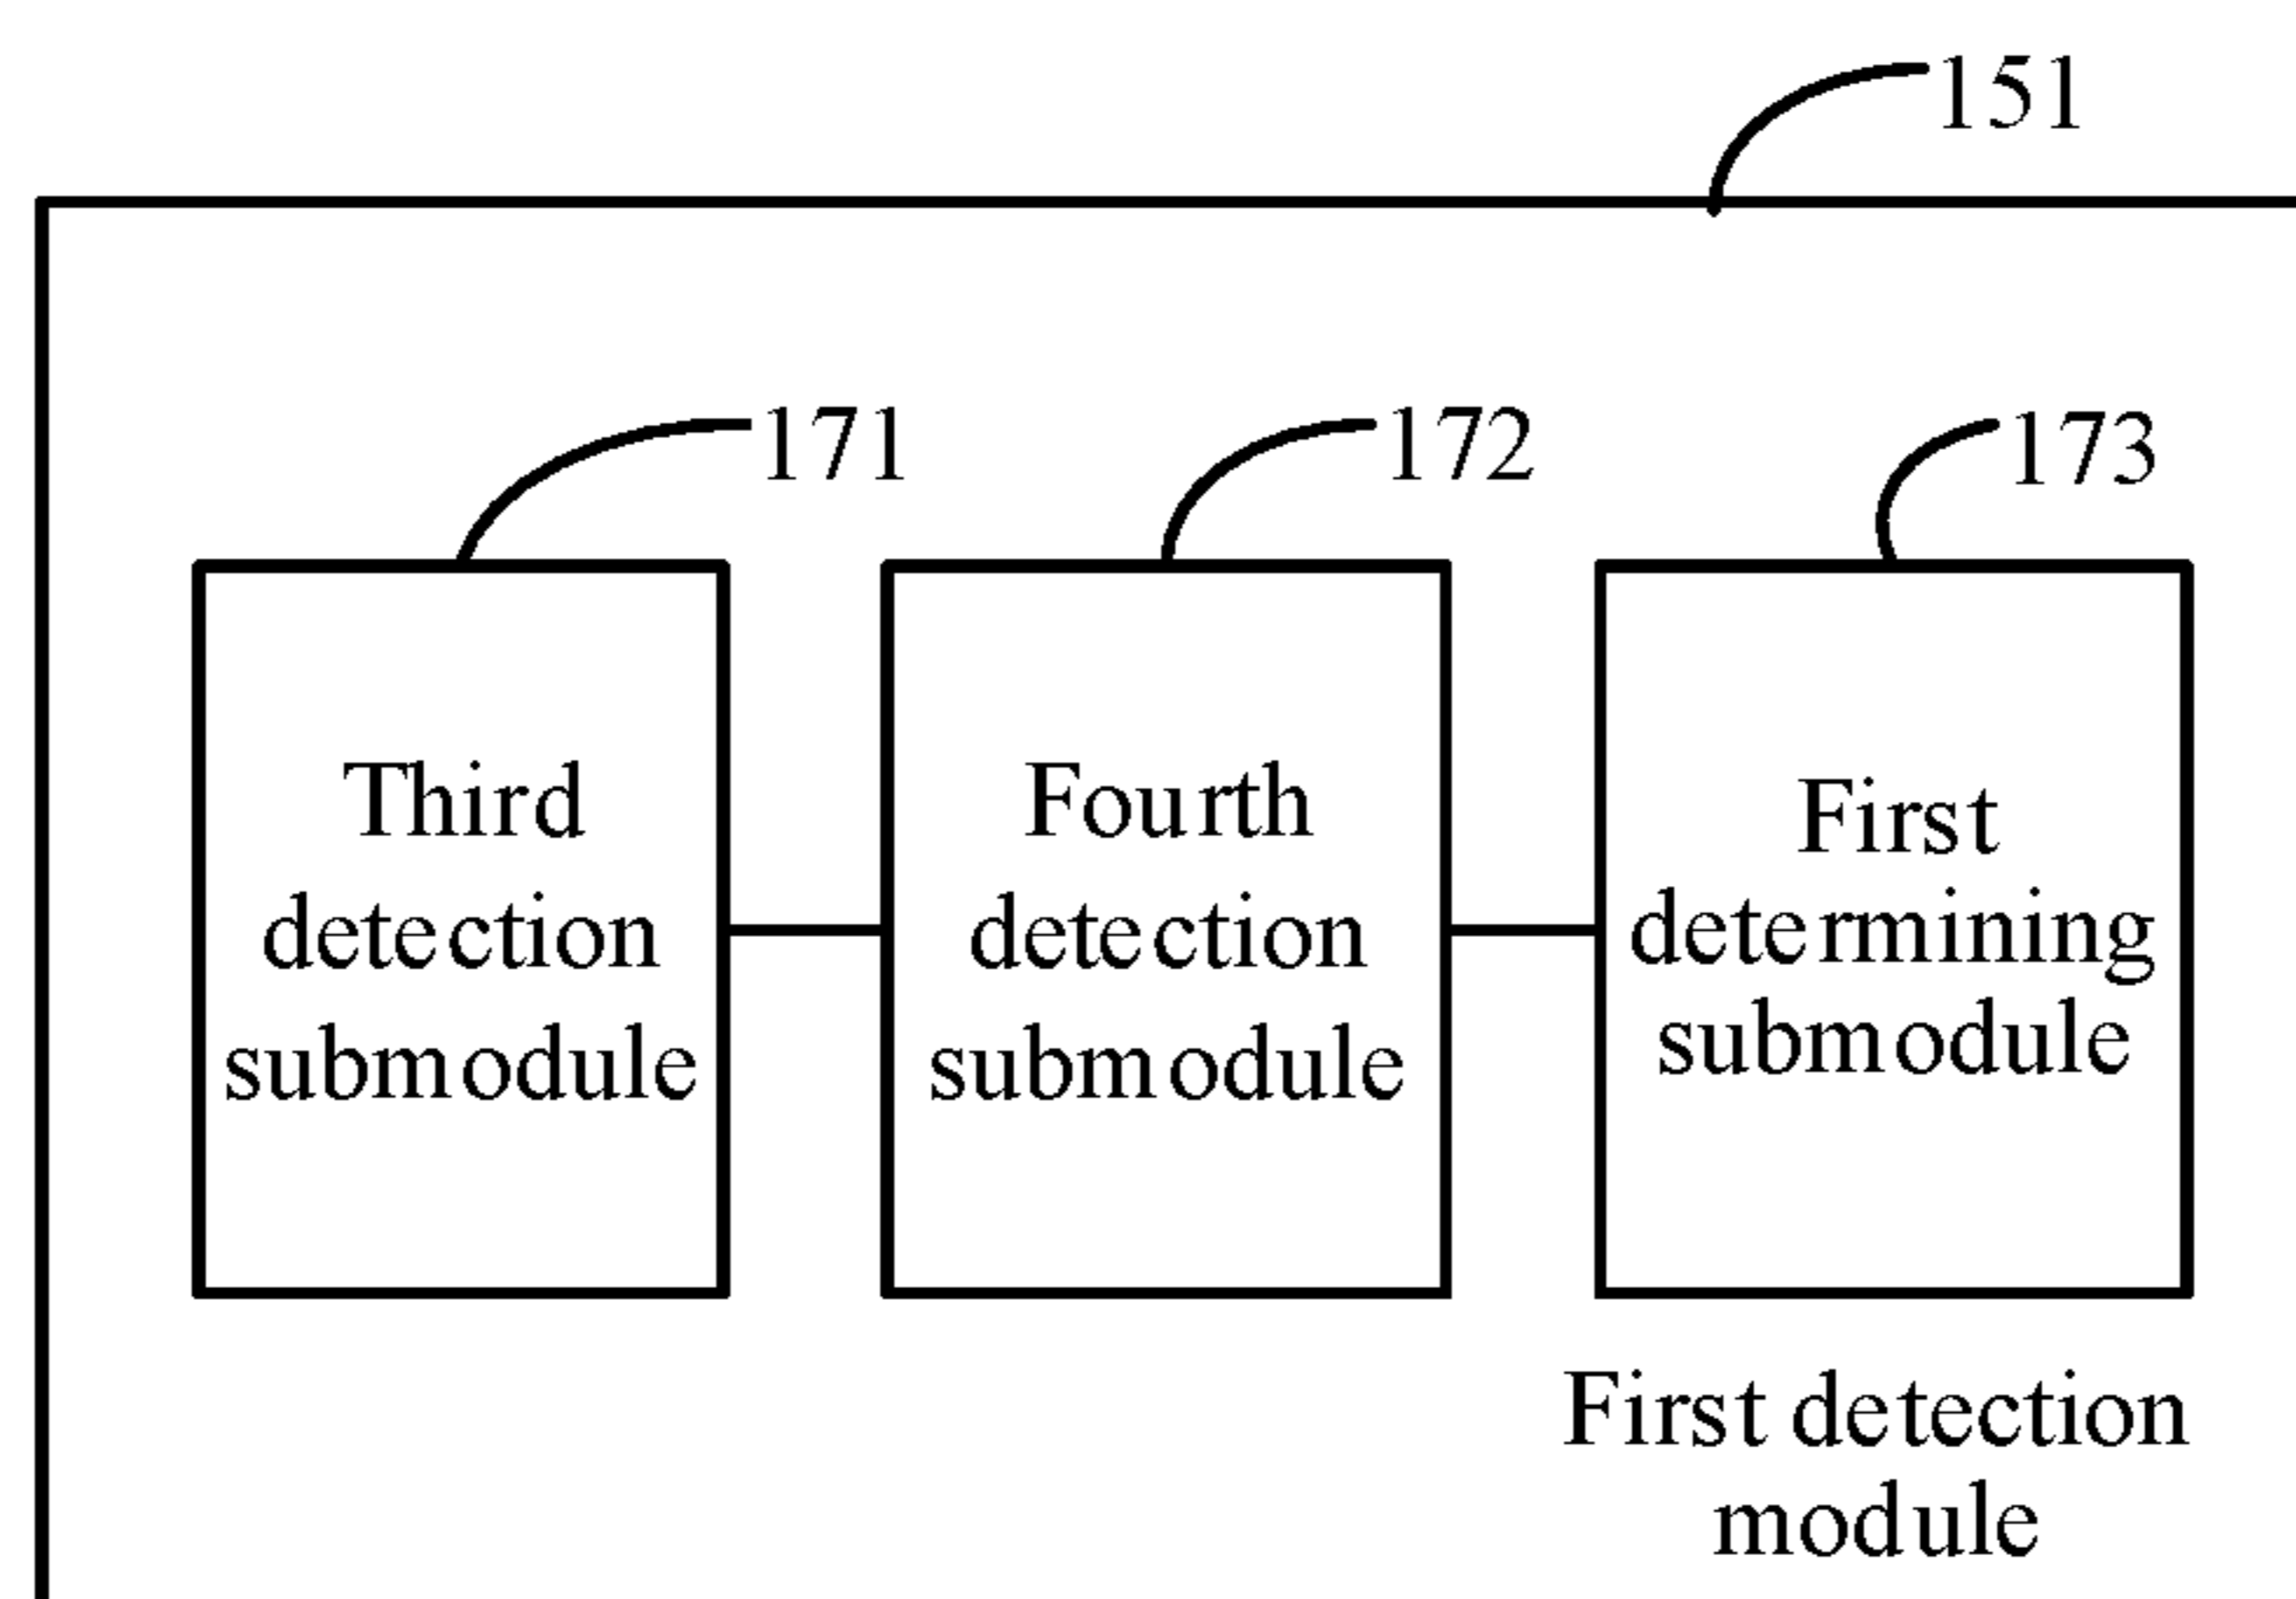 151
171
172
173
Third
detection
submodule
Fourth
detection
submodule
First
determining
submodule
First detection
module